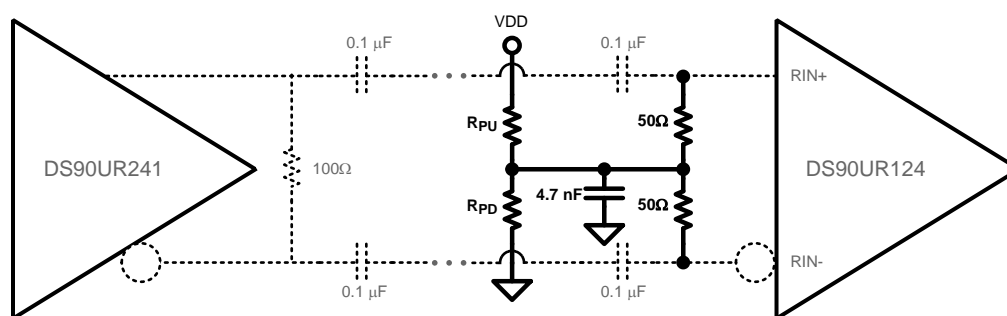 VDD
0.1 μF
0.1 μF
RIN+
RPU
50Ω
DS90UR241
100Ω
DS90UR124
RPD
4.7 nF
50Ω
RIN-
0.1 μF
0.1 μF